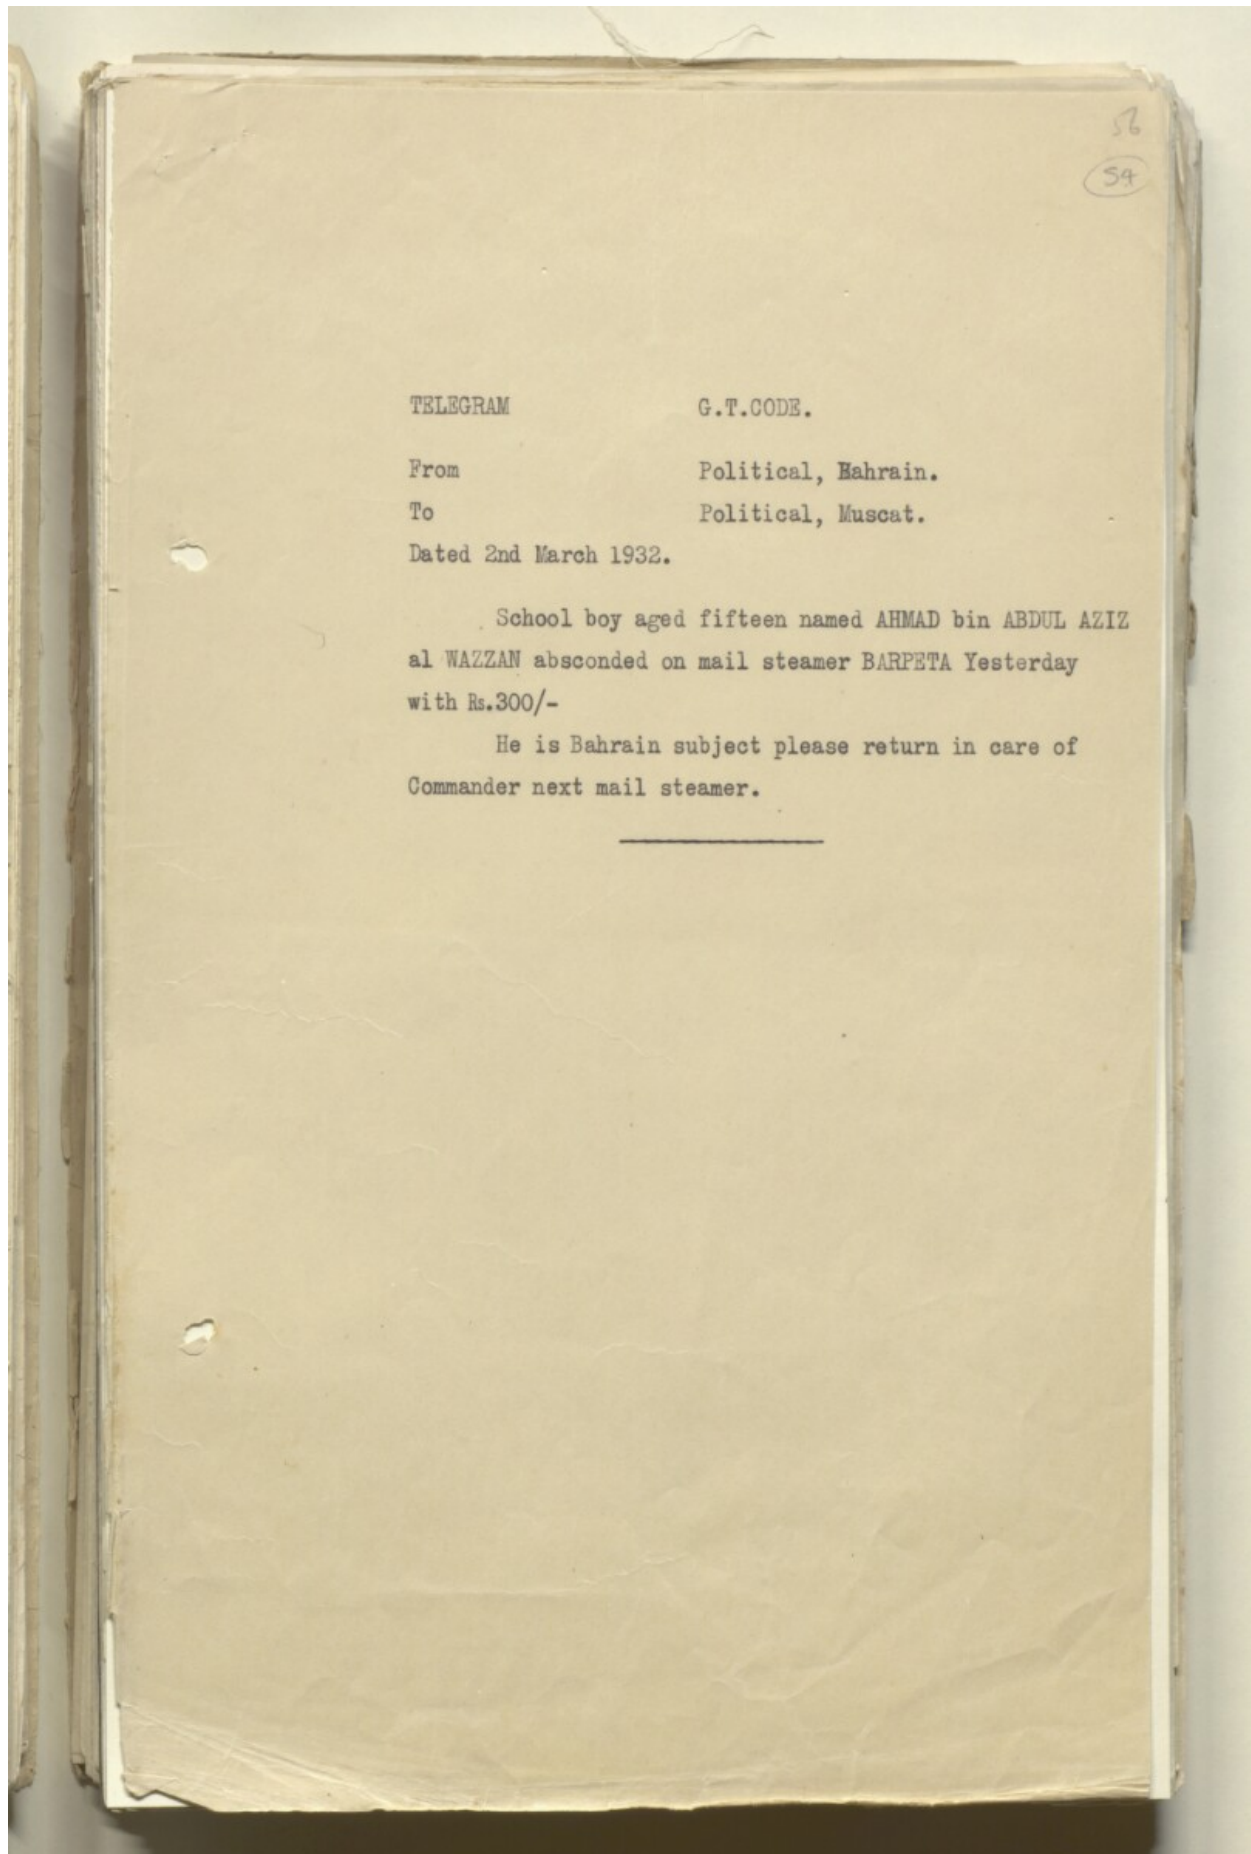 56
54
TELEGRAM G.T.CODE.
From Political, Bahrain.
To Political, Muscat.
Dated 2nd March 1932.
School boy aged fifteen named AHMAD bin ABDUL AZIZ
al WAZZAN absconded on mail steamer BARPETA Yesterday
with Rs.300/-
He is Bahrain subject please return in care of
Commander next mail steamer.